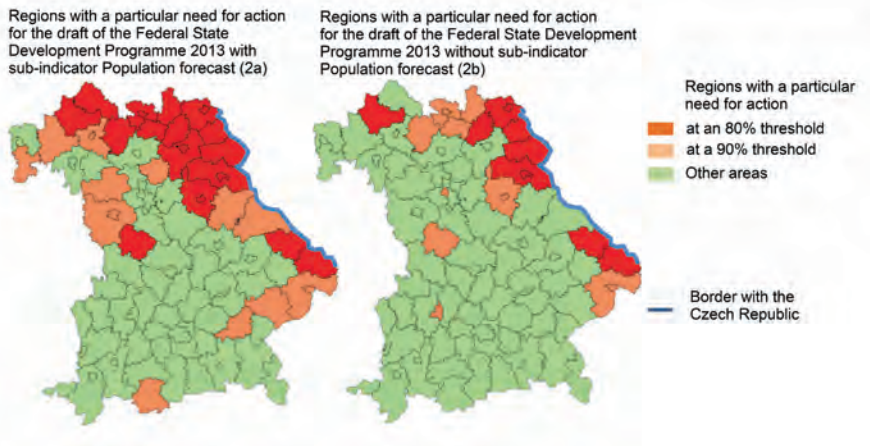 Regions with a particular need for action
for the draft of the Federal State
Development Programme 2013 with
sub-indicator Population forecast (2a)
Regions with a particular need for action
for the draft of the Federal State Development
Programme 2013 without sub-indicator
Population forecast (2b)
Regions with a particular
need for action
at an 80% threshold
at a 90% threshold
Other areas
Border with the
Czech Republic